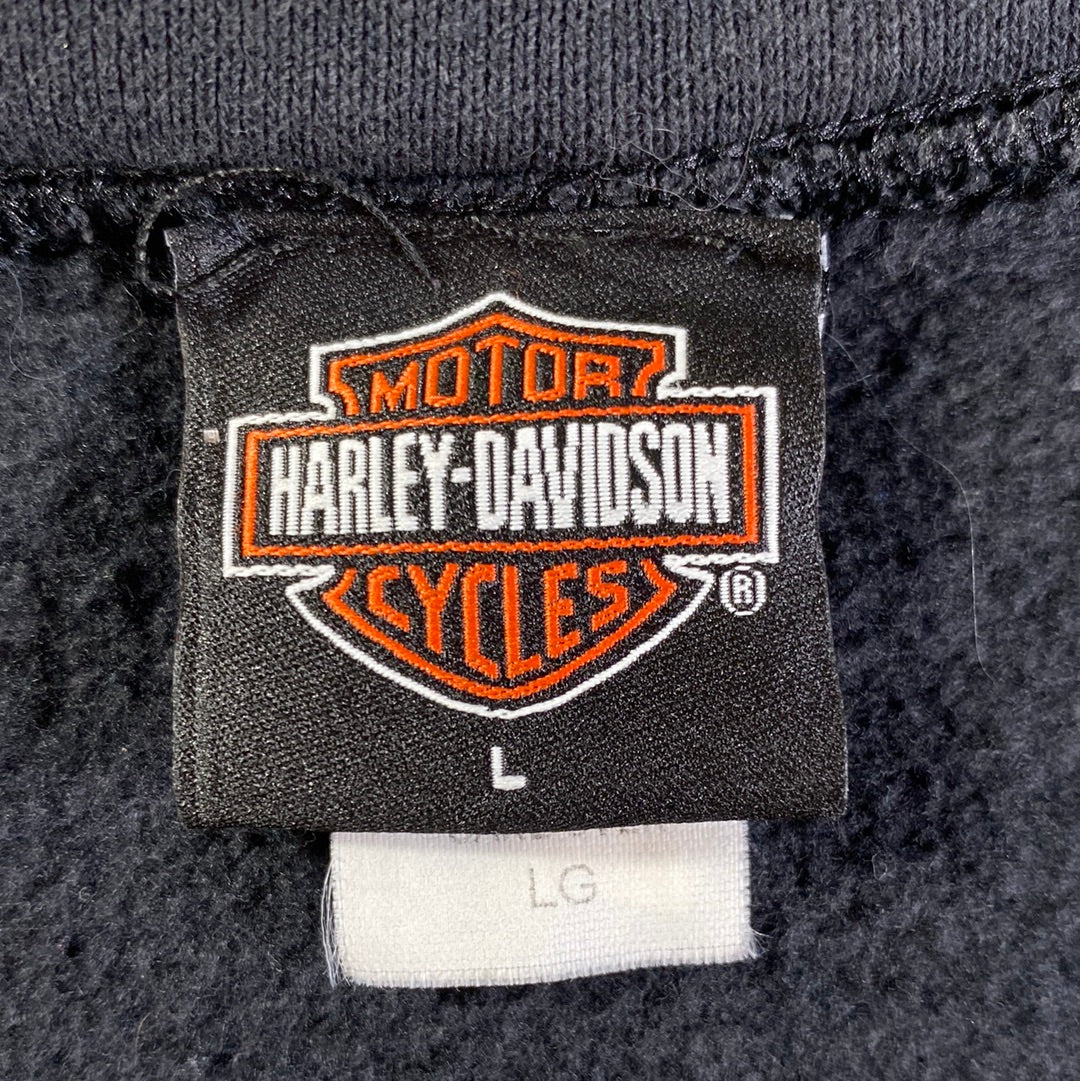 MOTOR
HARLEY-DAVIDSON
CYCLES
®
L
LG